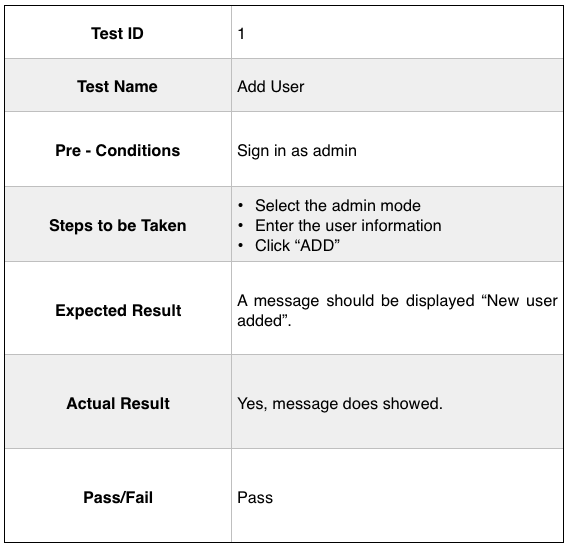 Test ID 1
Test Name Add User
Pre - Conditions Sign in as admin
• Select the admin mode
Steps to be Taken • Enter the user information
• Click “ADD”
Expected Result A message should be displayed “New user
added”.
Actual Result Yes, message does showed.
Pass/Fail Pass